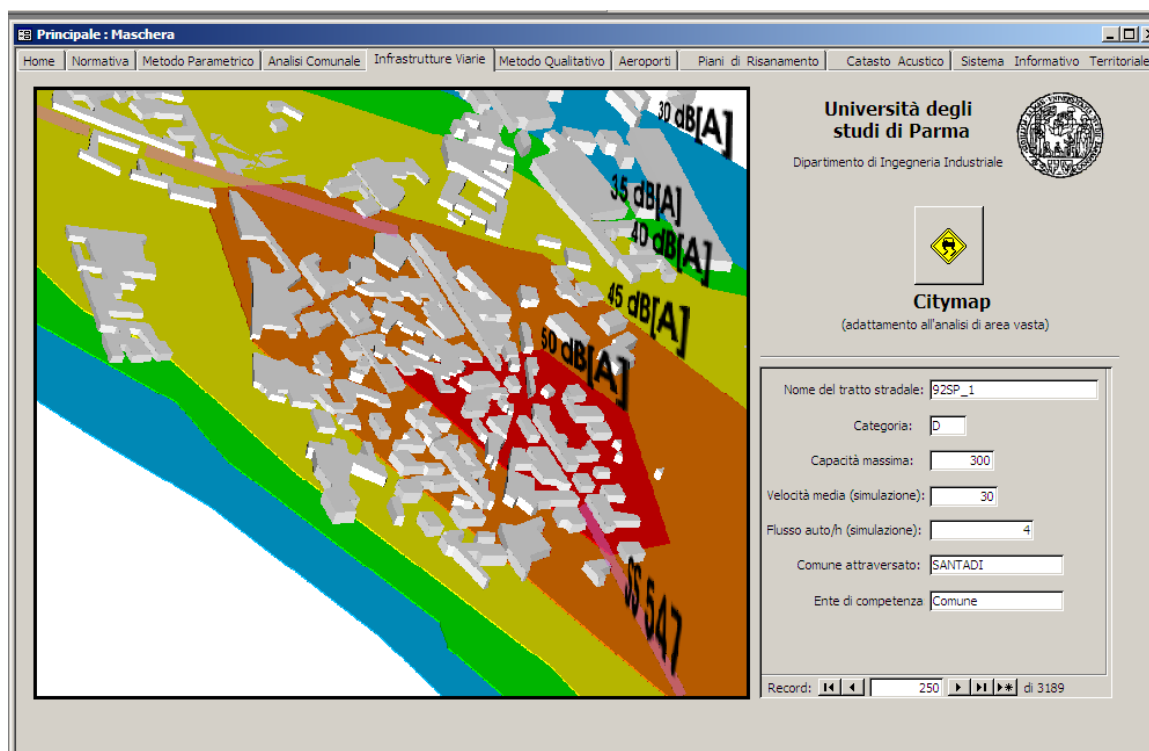 Principale : Maschera
Home Normativa Metodo Parametrico Analisi Comunale Infrastrutture Viarie Metodo Qualitativo Aeroporti Piani di Risanamento Catasto Acustico Sistema Informativo Territoriale
30 dB[A]
35 dB[A]
40 dB[A]
45 dB[A]
50 dB[A]
SS 547
Università degli
studi di Parma
Dipartimento di Ingegneria Industriale
Citymap
(adattamento all'analisi di area vasta)
Nome del tratto stradale: 92SP_1
Categoria: D
Capacità massima: 300
Velocità media (simulazione): 30
Flusso auto/h (simulazione): 4
Comune attraversato: SANTADI
Ente di competenza Comune
Record: 250 di 3189